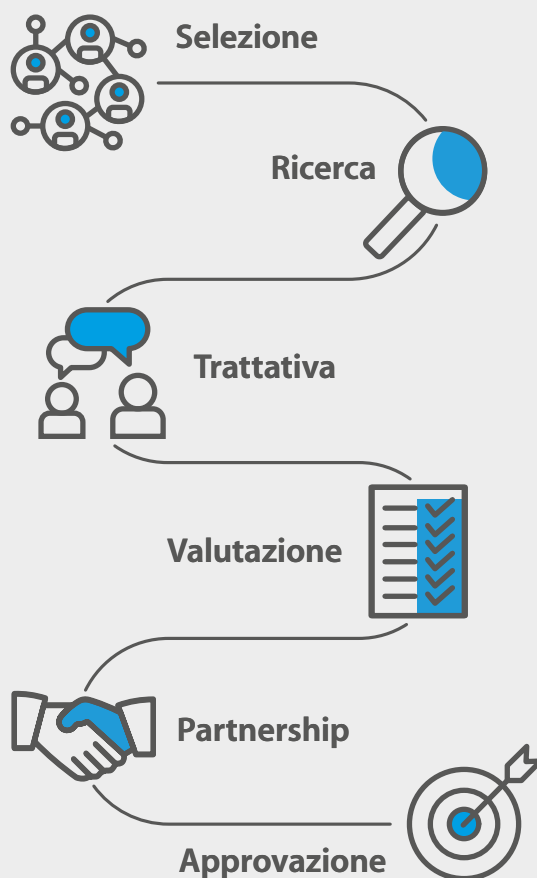 Selezione
Ricerca
Trattativa
Valutazione
Partnership
Approvazione